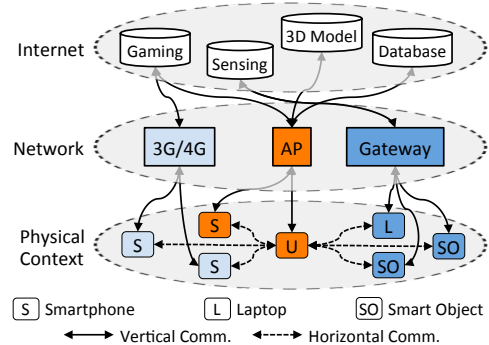 Internet
Gaming
Sensing
3D Model
Database
Network
3G/4G
AP
Gateway
Physical
Context
S
S
S
U
L
SO
SO
S Smartphone
L Laptop
SO Smart Object
Vertical Comm.
Horizontal Comm.